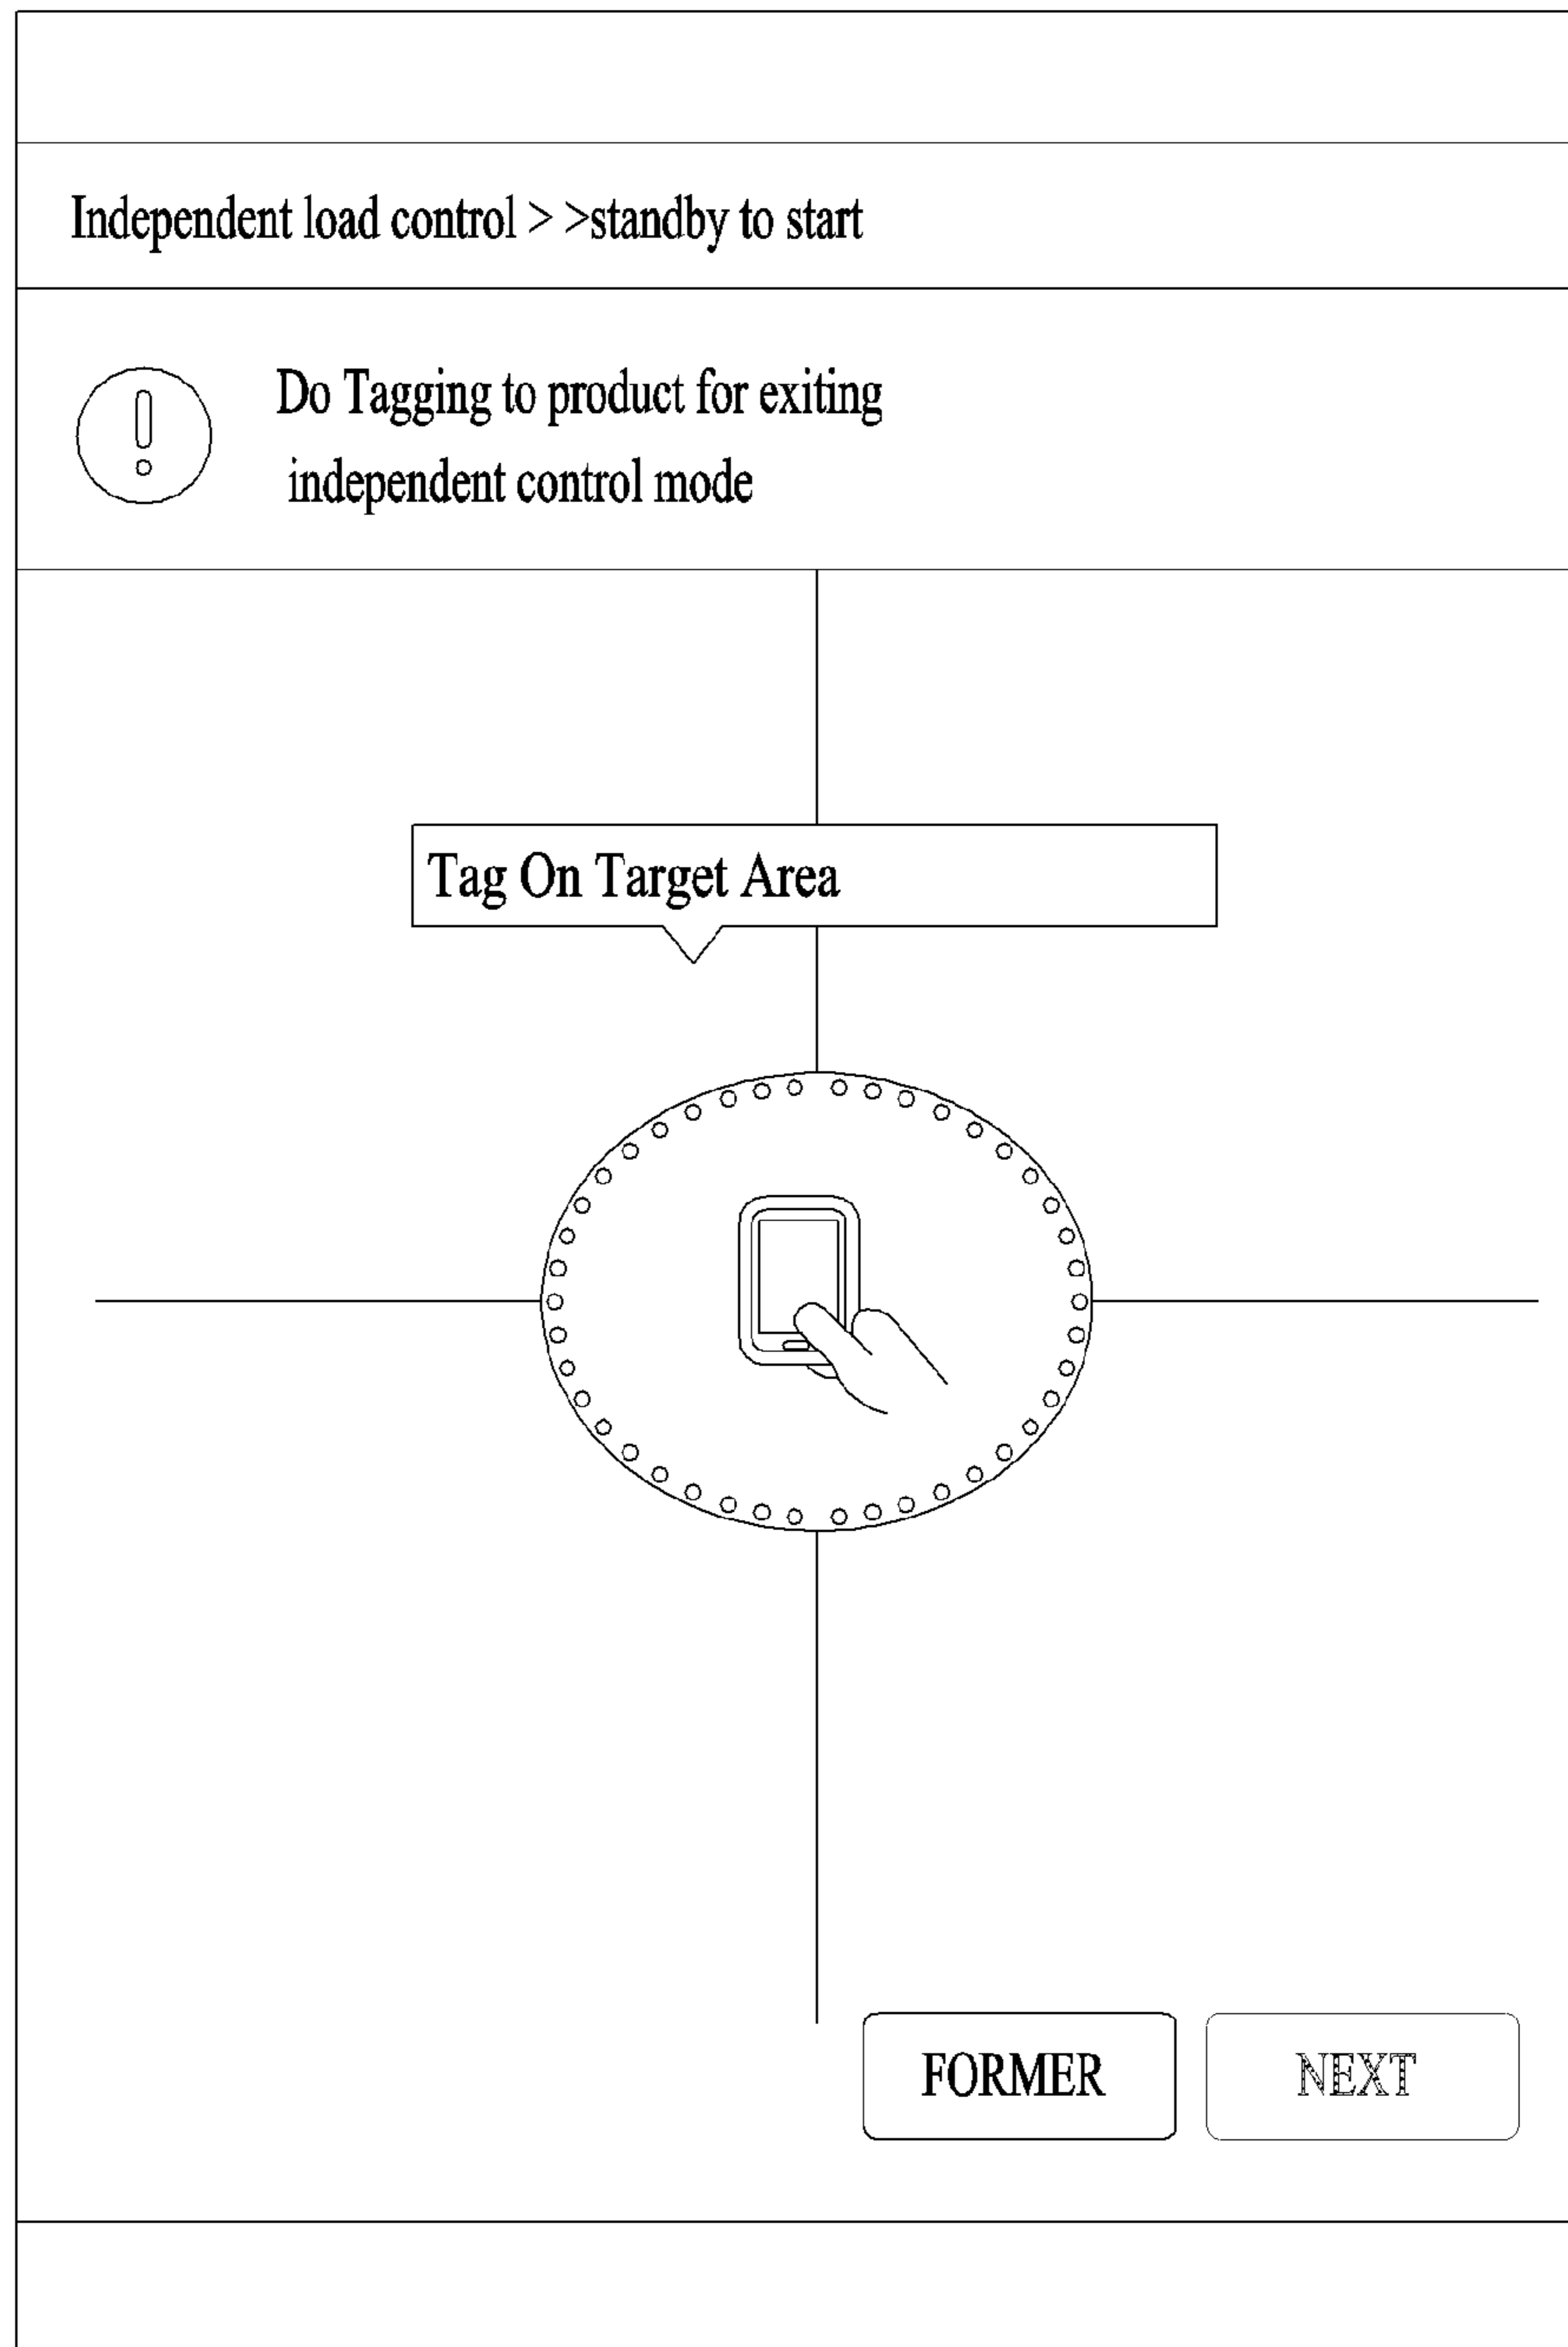 Independent load control > >standby to start
Do Tagging to product for exiting
independent control mode
Tag On Target Area
FORMER
NEXT